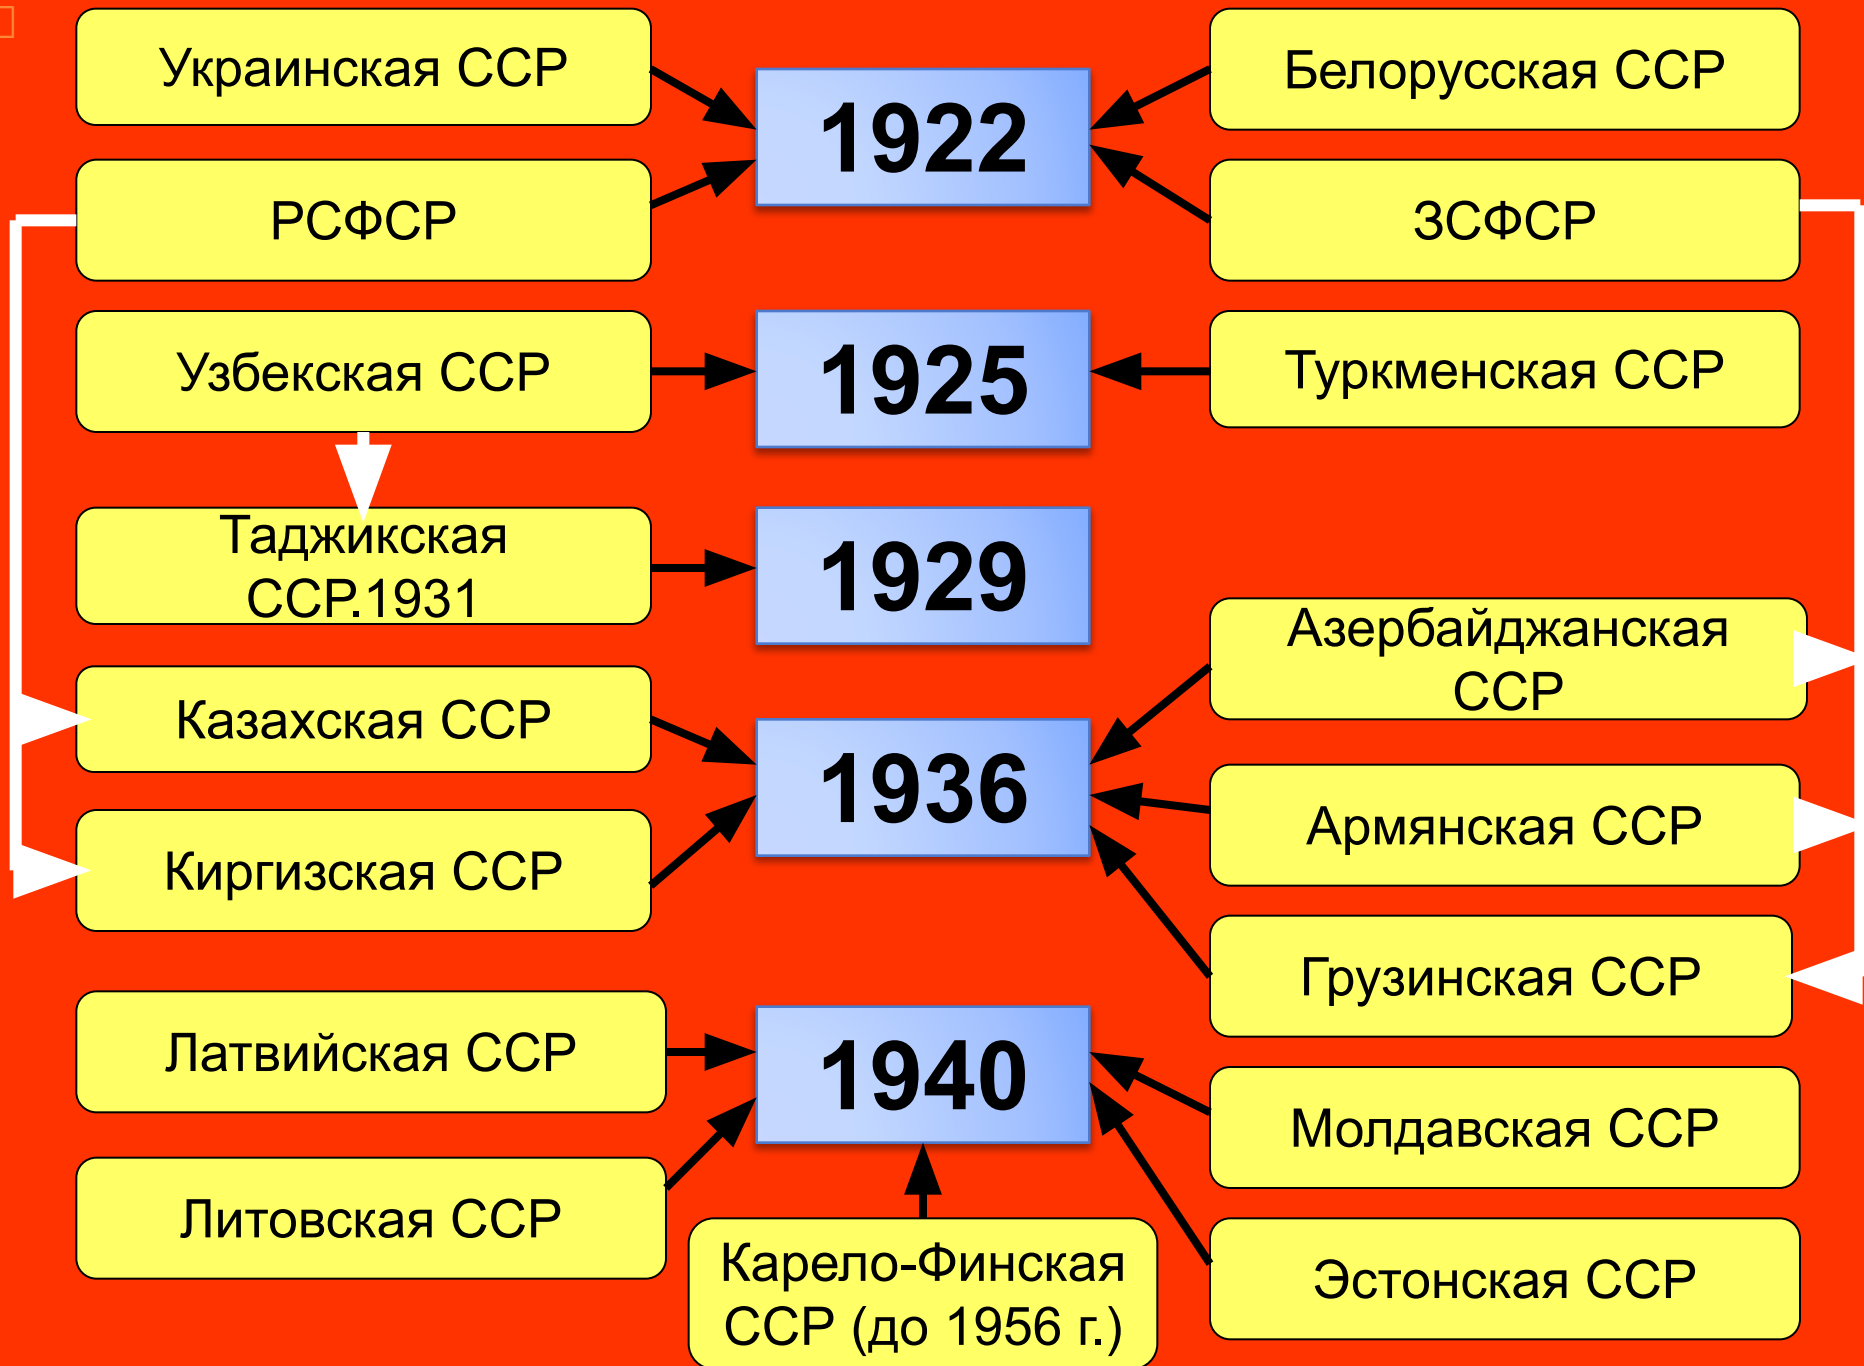 Украинская ССР
1922
Белорусская ССР
РСФСР
ЗСФСР
Узбекская ССР
1925
Туркменская ССР
Таджикская
ССР.1931
1929
Азербайджанская
ССР
Казахская ССР
1936
Армянская ССР
Киргизская ССР
Грузинская ССР
Латвийская ССР
1940
Молдавская ССР
Литовская ССР
Карело-Финская
ССР (до 1956 г.)
Эстонская ССР